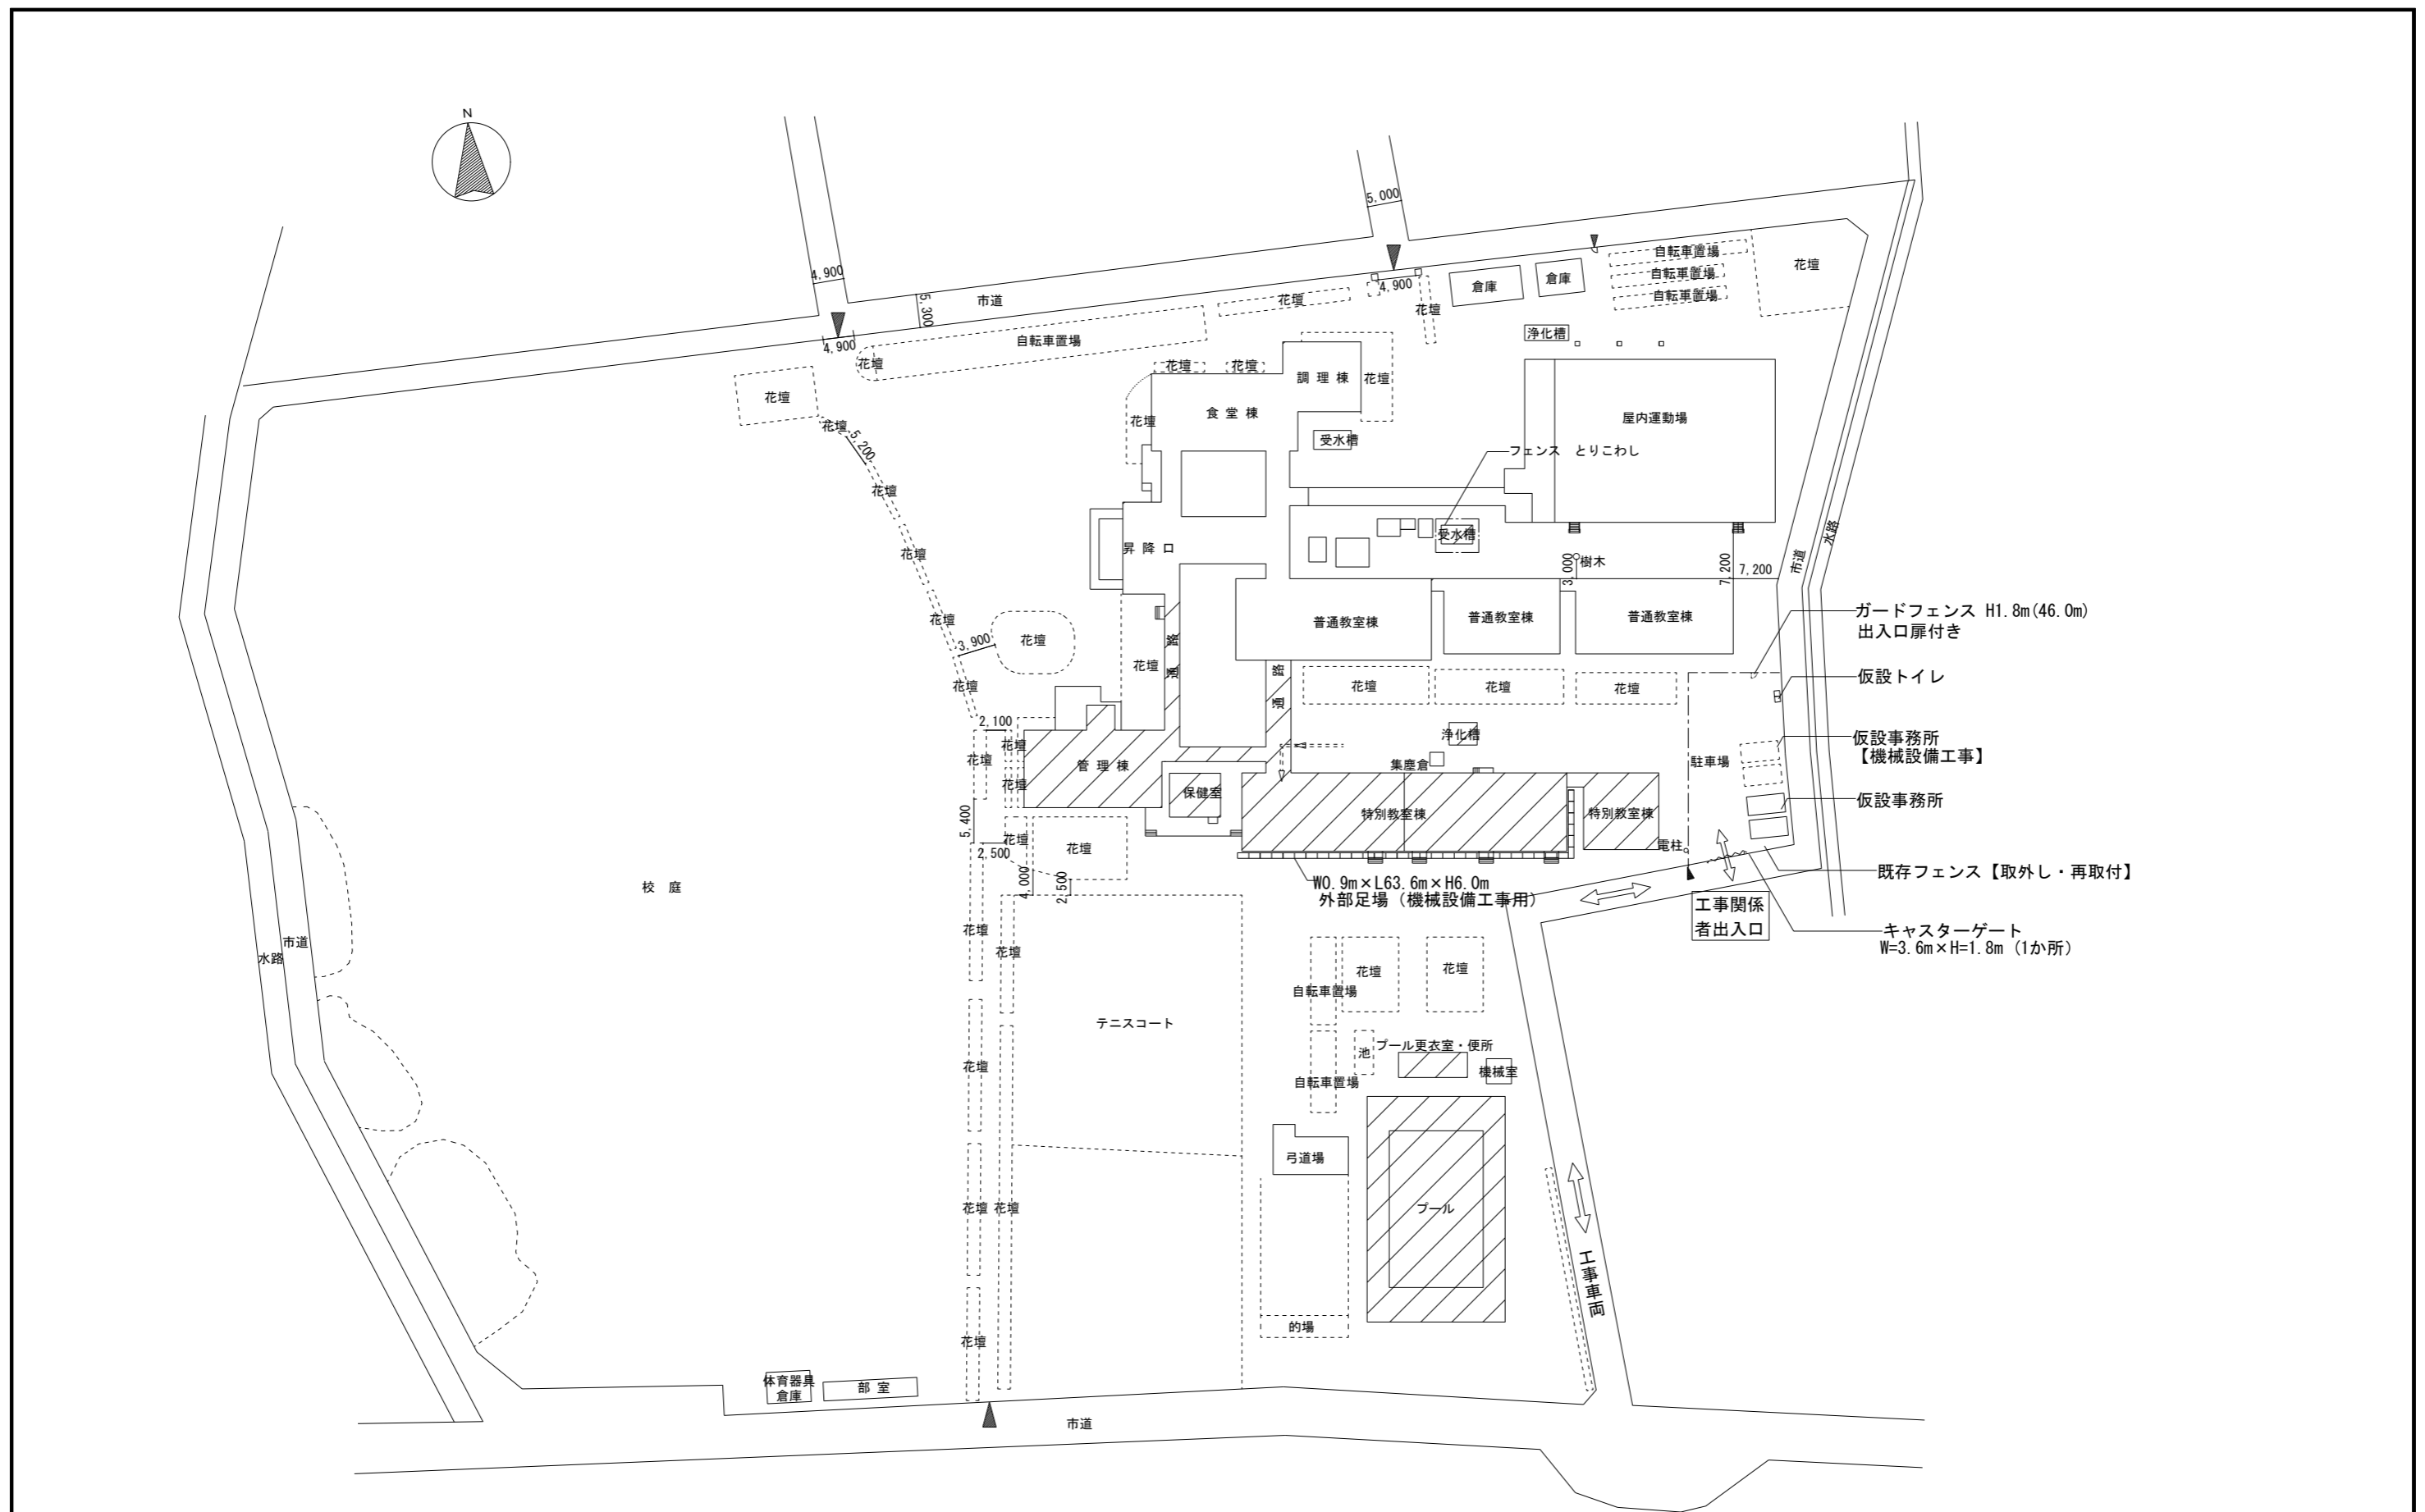 N
5,000
4,900
5,300
市道
4,900
4,900
自転車置場
自転車置場
自転車置場
花壇
倉庫
倉庫
花壇
花壇
自転車置場
花壇
浄化槽
花壇
花壇
調 理 棟
花壇
花壇
花壇
食 堂 棟
花壇
受水槽
屋内運動場
5,200
フェンス とりこわし
花壇
受水槽
昇 降 口
花壇
3,000
樹木
7,200
7,200
市道
水路
花壇
3,900
花壇
通 路
普通教室棟
普通教室棟
普通教室棟
ガードフェンス H1.8m(46.0m)
出入口扉付き
花壇
花壇
通 路
花壇
花壇
花壇
仮設トイレ
2,100
花壇
花壇
管 理 棟
浄化槽
集塵倉
駐車場
仮設事務所
【機械設備工事】
花壇
保健室
仮設事務所
5,400
特別教室棟
特別教室棟
花壇
2,500
花壇
電柱
4,000
2,500
校 庭
W0.9m×L63.6m×H6.0m
外部足場（機械設備工事用）
既存フェンス【取外し・再取付】
工事関係
者出入口
キャスターゲート
W=3.6m×H=1.8m（1か所）
市道
水路
花壇
花壇
自転車置場
花壇
花壇
テニスコート
池
プール更衣室・便所
機械室
花壇
自転車置場
弓道場
プール
花壇
花壇
工事車両
的場
花壇
体育器具
倉庫
部 室
市道